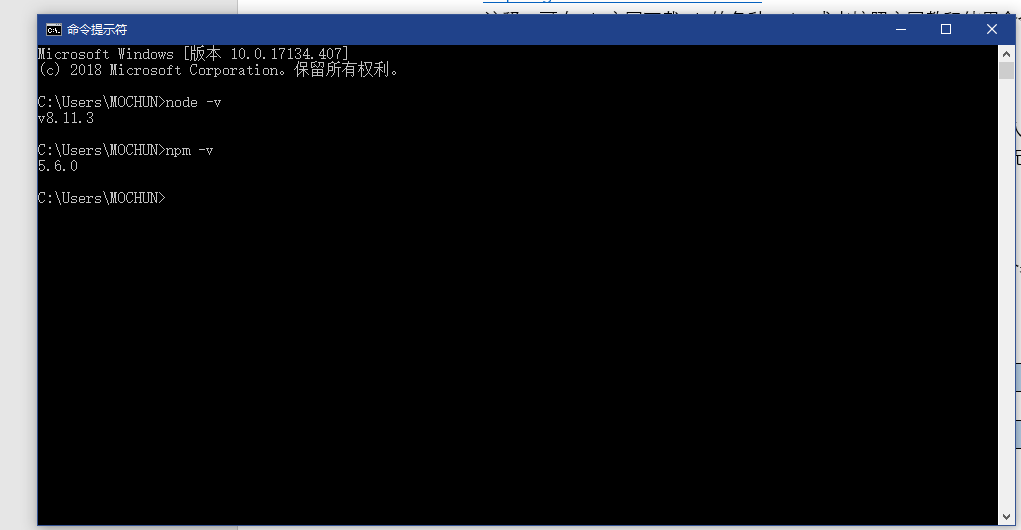 命令提示符
Microsoft Windows [版本 10.0.17134.407]
(c) 2018 Microsoft Corporation。保留所有权利。
C:\Users\MOCHUN>node -v
v8.11.3
C:\Users\MOCHUN>npm -v
5.6.0
C:\Users\MOCHUN>